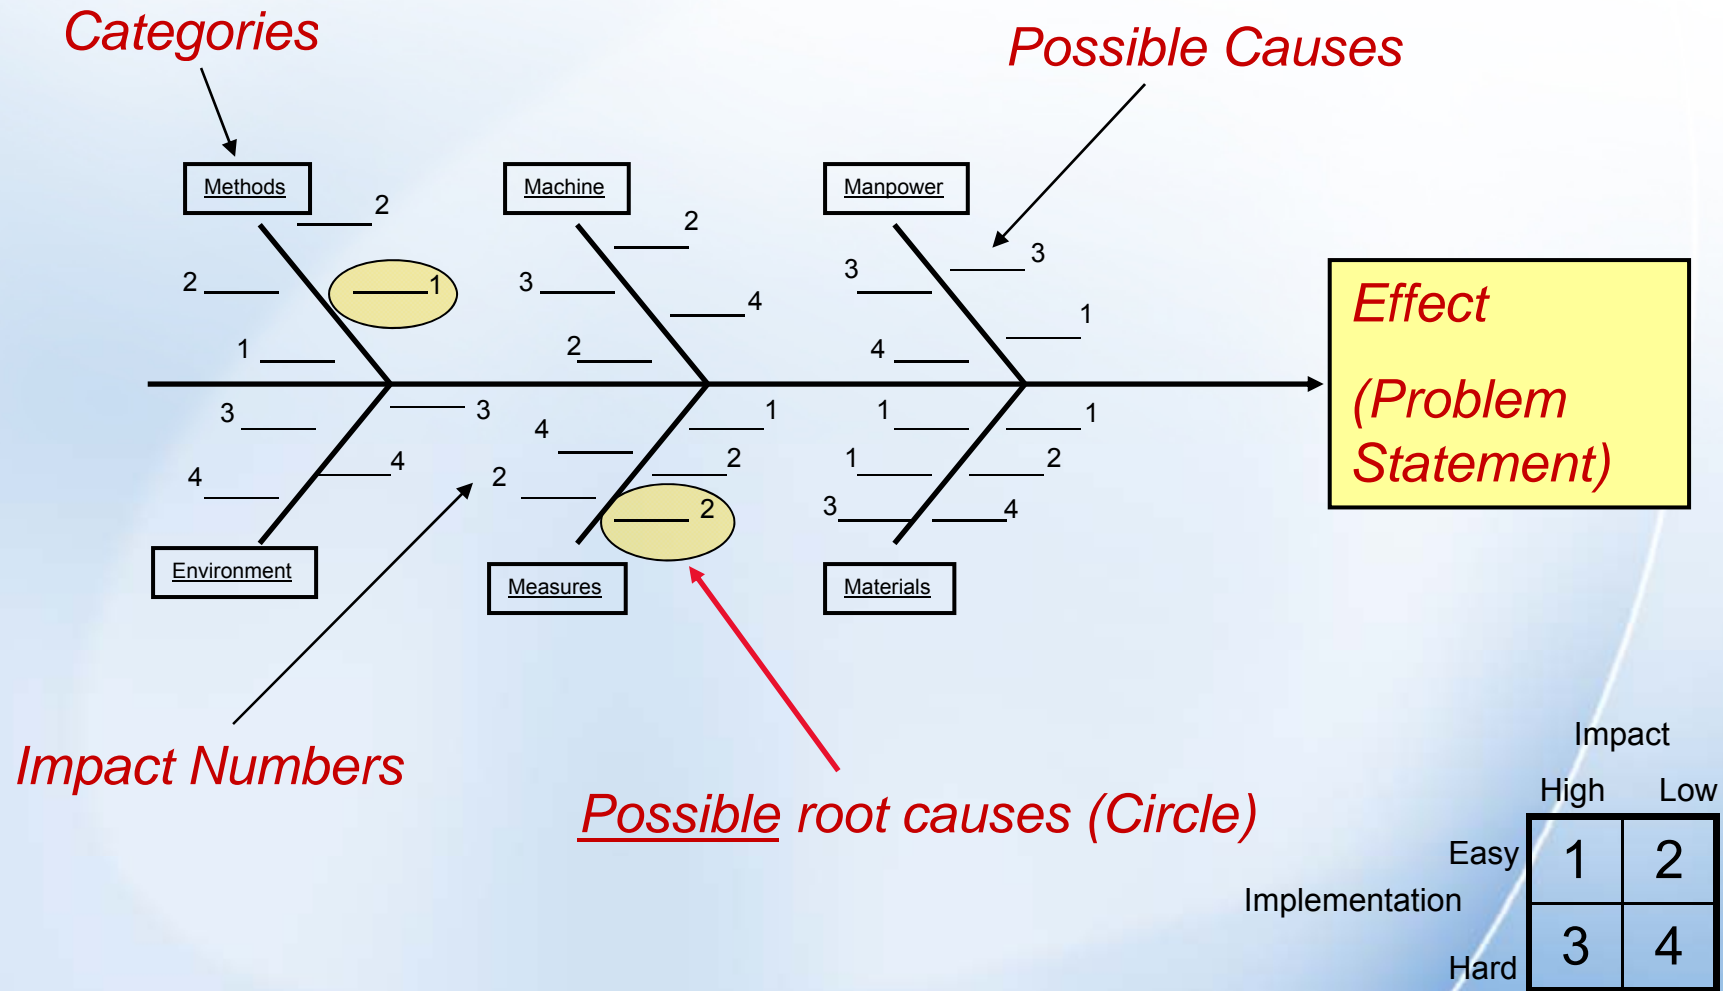 Categories
Possible Causes
Methods
Machine
Manpower
2
2
3
3
3
2
1
4
1
1
2
4
Effect
(Problem
Statement)
3
3
4
1
1
1
4
4
2
2
1
2
2
3
4
Environment
Measures
Materials
Impact Numbers
Possible root causes (Circle)
Impact
High Low
Easy 1 2
Implementation
Hard 3 4